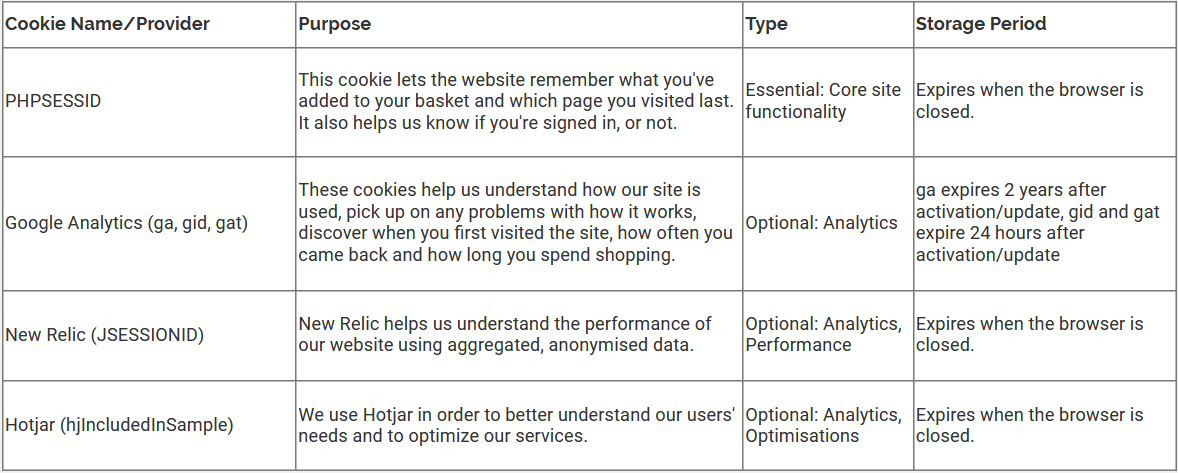 Cookie Name/Provider
Purpose
Type
Storage Period
PHPSESSID
This cookie lets the website remember what you've
added to your basket and which page you visited last.
It also helps us know if you're signed in, or not.
Essential: Core site
functionality
Expires when the browser is
closed.
Google Analytics (ga, gid, gat)
These cookies help us understand how our site is
used, pick up on any problems with how it works,
discover when you first visited the site, how often you
came back and how long you spend shopping.
Optional: Analytics
ga expires 2 years after
activation/update, gid and gat
expire 24 hours after
activation/update
New Relic (JSESSIONID)
New Relic helps us understand the performance of
our website using aggregated, anonymised data.
Optional: Analytics,
Performance
Expires when the browser is
closed.
Hotjar (hjIncludedInSample)
We use Hotjar in order to better understand our users'
needs and to optimize our services.
Optional: Analytics,
Optimisations
Expires when the browser is
closed.